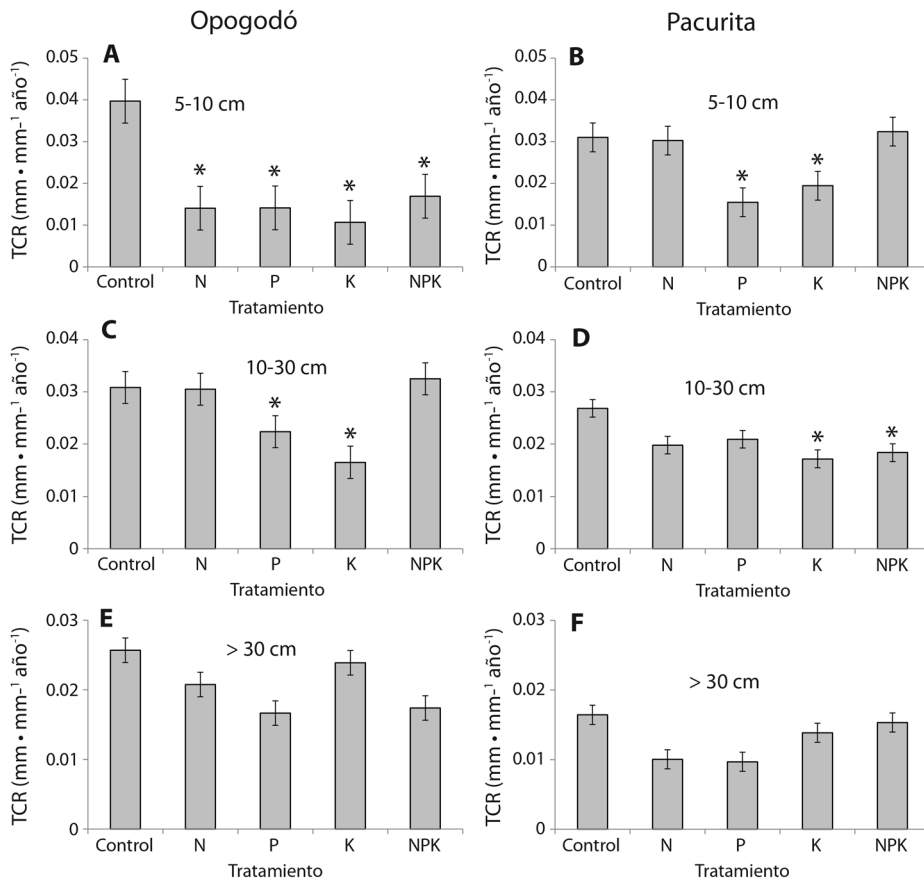 Opogodó
Pacurita
A
5-10 cm
TCR (mm • mm-¹ año⁻¹)
0.05
0.04
0.03
0.02
0.01
0
* * * *
Control N P K NPK
Tratamiento
B
5-10 cm
TCR (mm • mm-¹ año⁻¹)
0.05
0.04
0.03
0.02
0.01
0
* *
Control N P K NPK
Tratamiento
C
10-30 cm
TCR (mm • mm-¹ año⁻¹)
0.04
0.03
0.02
0.01
0
* *
Control N P K NPK
Tratamiento
D
10-30 cm
TCR (mm • mm-¹ año⁻¹)
0.04
0.03
0.02
0.01
0
* *
Control N P K NPK
Tratamiento
E
> 30 cm
TCR (mm • mm-¹ año⁻¹)
0.03
0.02
0.01
0
Control N P K NPK
Tratamiento
F
> 30 cm
TCR (mm • mm-¹ año⁻¹)
0.03
0.02
0.01
0
Control N P K NPK
Tratamiento